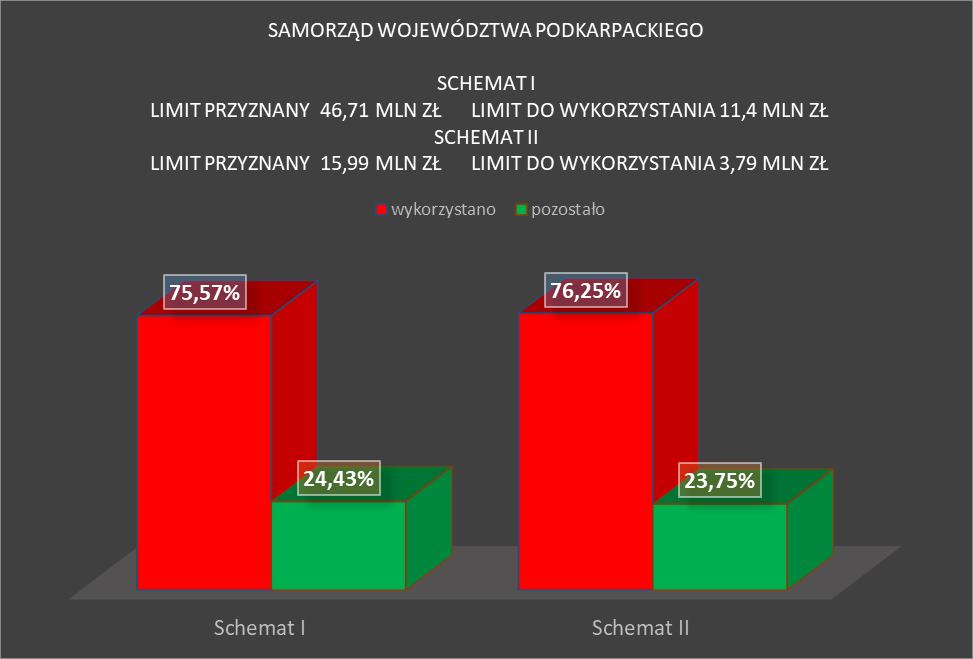 SAMORZĄD WOJEWÓDZTWA PODKARPACKIEGO
SCHEMAT I
LIMIT PRZYZNANY 46,71 MLN ZŁ LIMIT DO WYKORZYSTANIA 11,4 MLN ZŁ
SCHEMAT II
LIMIT PRZYZNANY 15,99 MLN ZŁ LIMIT DO WYKORZYSTANIA 3,79 MLN ZŁ
wykorzystano pozostało
75,57% 76,25%
24,43% 23,75%
Schemat I Schemat II